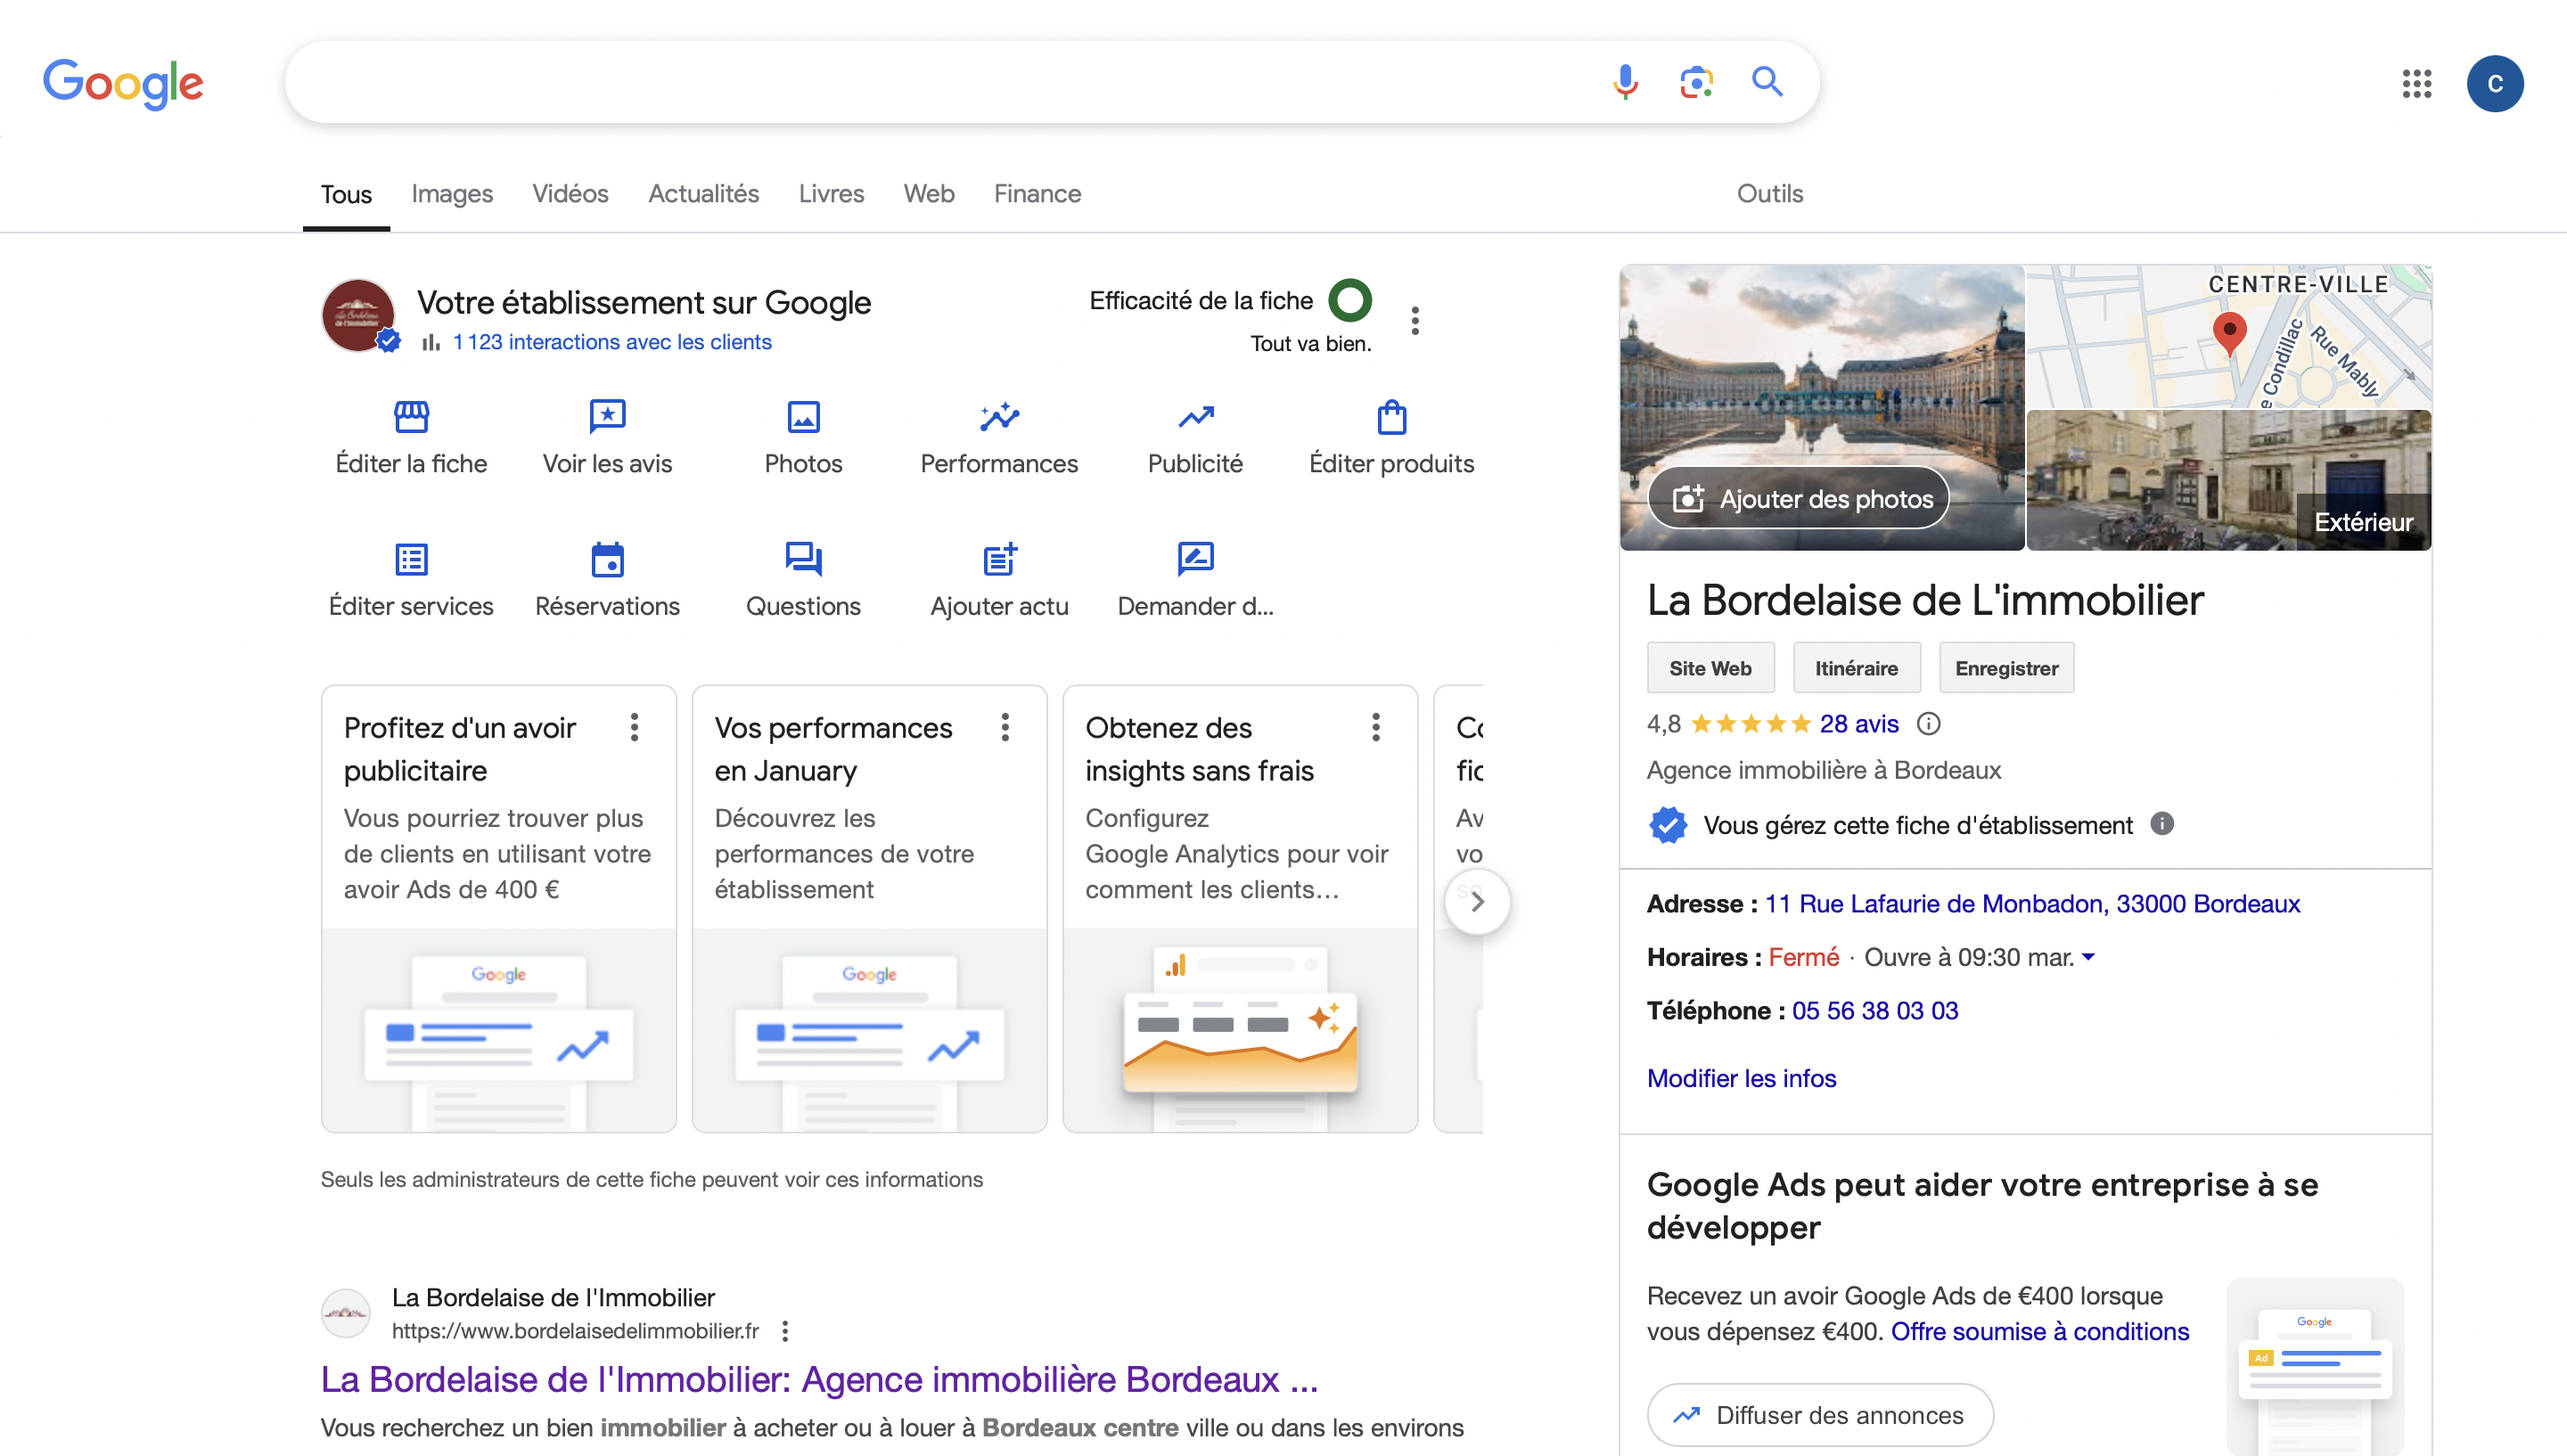 Google
C
Tous
Images
Vidéos
Actualités
Livres
Web
Finance
Outils
Votre établissement sur Google
1 123 interactions avec les clients
Efficacité de la fiche
Tout va bien.
Éditer la fiche
Voir les avis
Photos
Performances
Publicité
Éditer produits
Éditer services
Réservations
Questions
Ajouter actu
Demander d...
Profitez d'un avoir
publicitaire
Vous pourriez trouver plus
de clients en utilisant votre
avoir Ads de 400 €
Google
Vos performances
en January
Découvrez les
performances de votre
établissement
Google
Obtenez des
insights sans frais
Configurez
Google Analytics pour voir
comment les clients...
Seuls les administrateurs de cette fiche peuvent voir ces informations
La Bordelaise de l'Immobilier
https://www.bordelaisedelimmobilier.fr
La Bordelaise de l'Immobilier: Agence immobilière Bordeaux ...
Vous recherchez un bien immobilier à acheter ou à louer à Bordeaux centre ville ou dans les environs
CENTRE-VILLE
Condillac
Rue Mably
Ajouter des photos
Extérieur
La Bordelaise de L'immobilier
Site Web
Itinéraire
Enregistrer
4,8 28 avis
Agence immobilière à Bordeaux
Vous gérez cette fiche d'établissement
Adresse : 11 Rue Lafaurie de Monbadon, 33000 Bordeaux
Horaires : Fermé · Ouvre à 09:30 mar.
Téléphone : 05 56 38 03 03
Modifier les infos
Google Ads peut aider votre entreprise à se
développer
Recevez un avoir Google Ads de €400 lorsque
vous dépensez €400. Offre soumise à conditions
Google
Ad
Diffuser des annonces